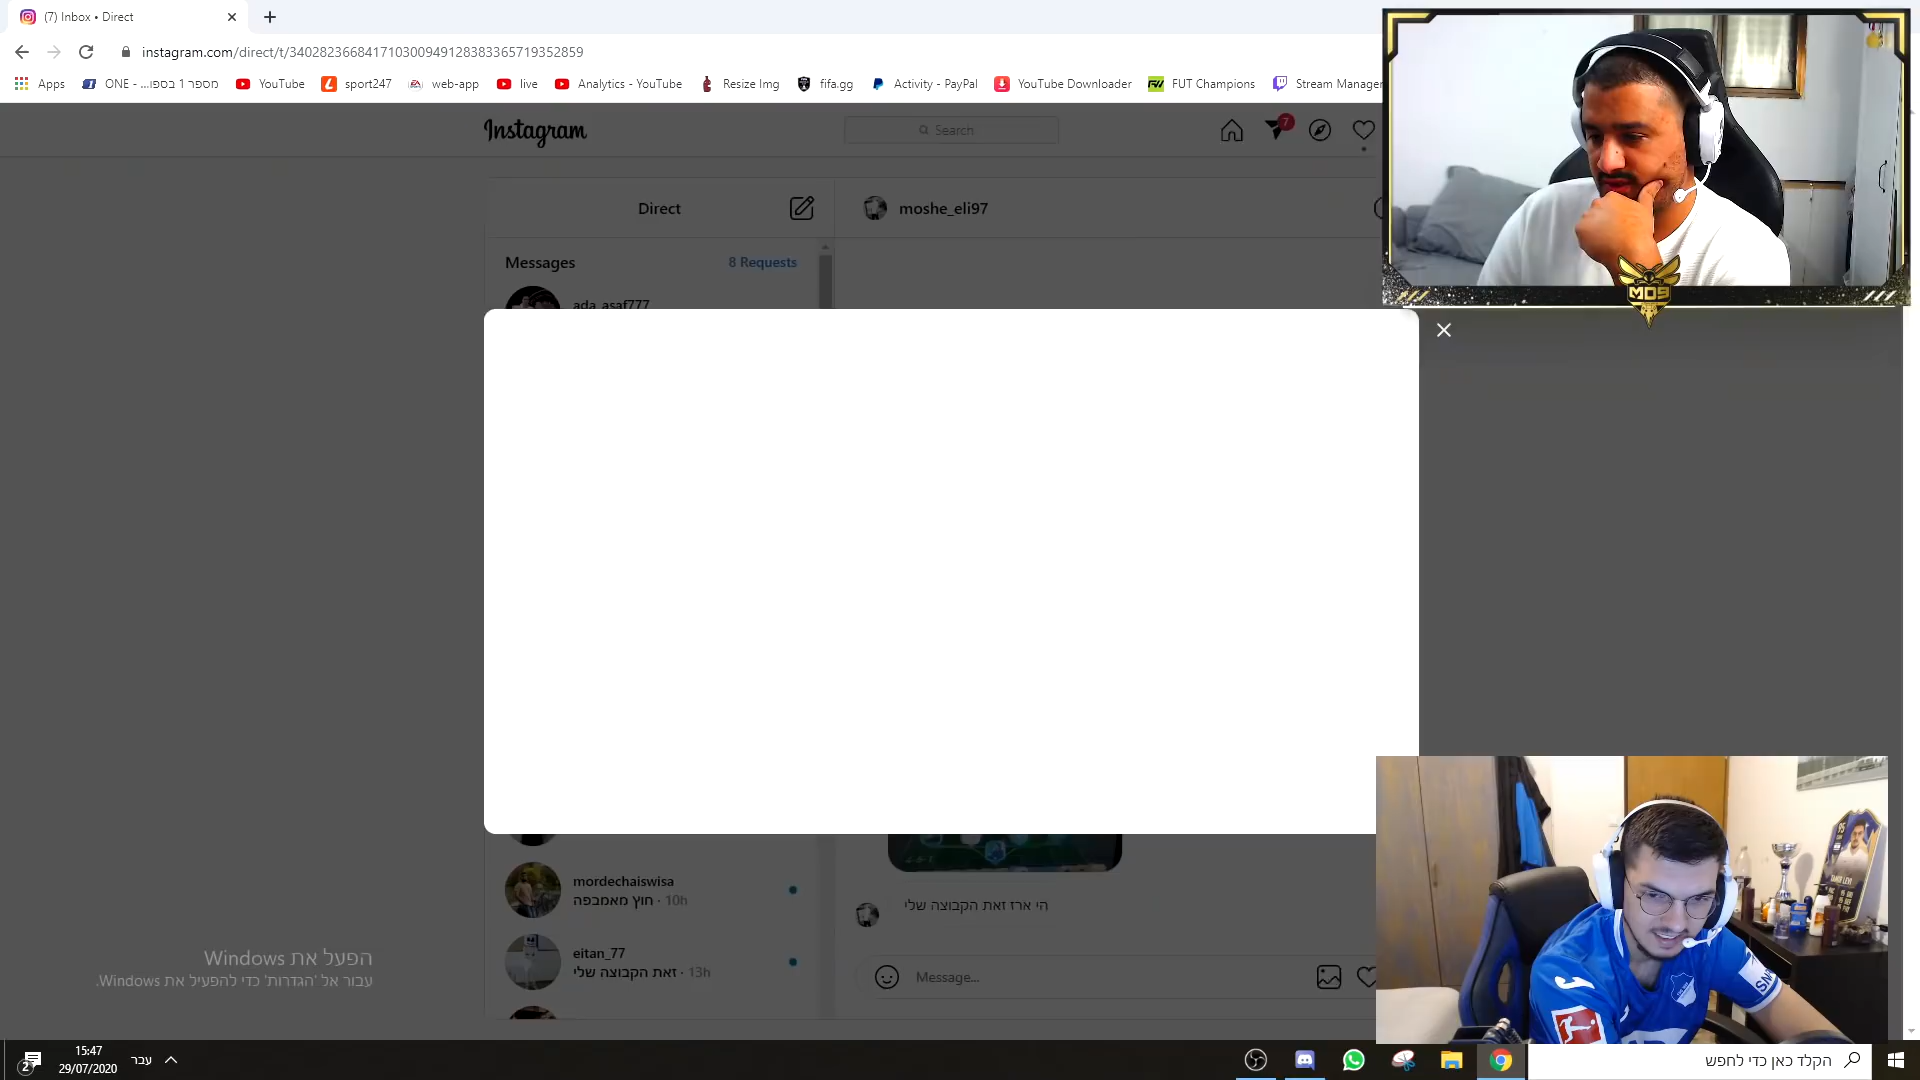 (7) Inbox • Direct
instagram.com/direct/t/340282366841710300949128383365719352859
Apps
ONE - ...מספר 1 בספו
YouTube
sport247
web-app
live
Analytics - YouTube
Resize Img
fifa.gg
Activity - PayPal
YouTube Downloader
FUT Champions
Stream Manager
Instagram
Search
7
Direct
moshe_eli97
Messages
8 Requests
ada_asaf777
MO9
mordechaiswisa
חוץ מאמבפה · 10h
eitan_77
זאת הקבוצה שלי · 13h
הי ארז זאת הקבוצה שלי
Message...
הפעל את Windows
עבור אל 'הגדרות' כדי להפעיל את Windows.
95
2
15:47
29/07/2020
עבר
הקלד כאן כדי לחפש